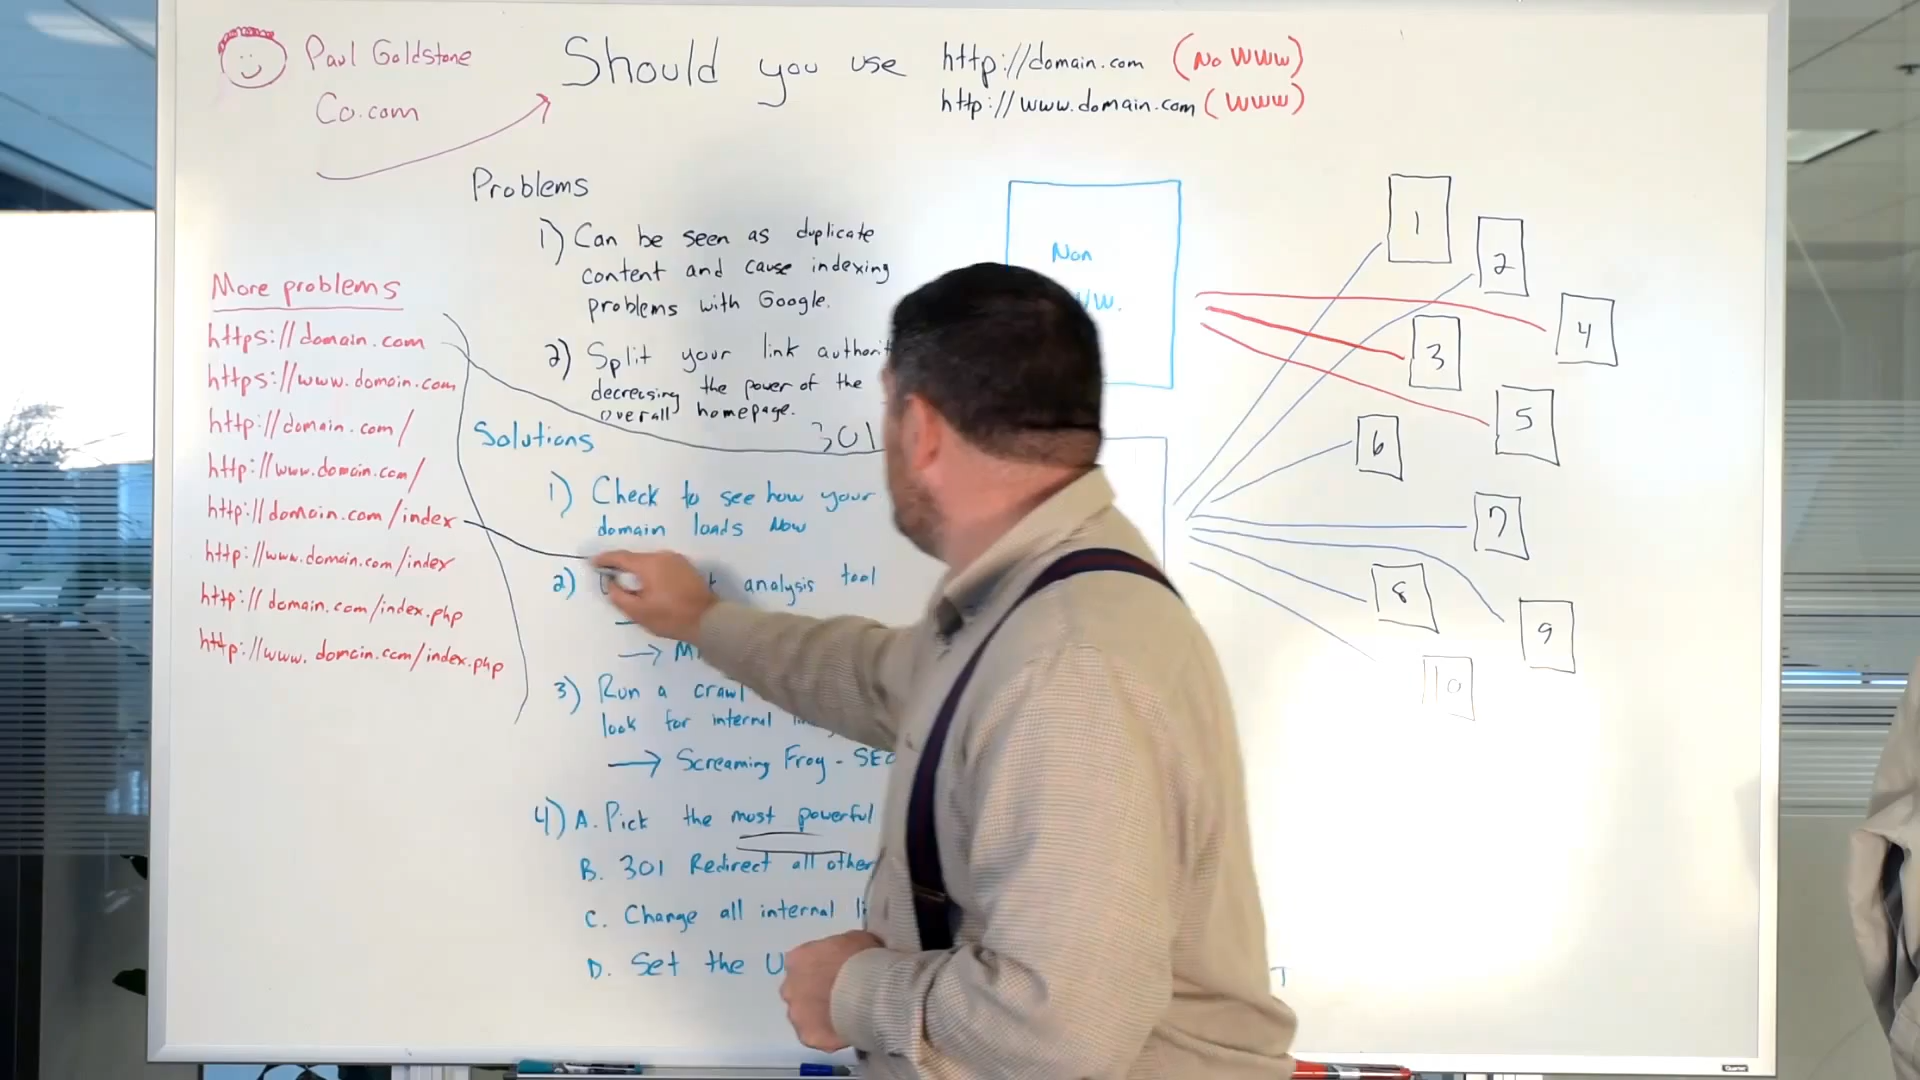 Paul Goldstone
Co.com
Should you use
http://domain.com (No WWW)
http://www.domain.com (WWW)
Problems
1) Can be seen as duplicate
content and cause indexing
problems with Google.
2) Split your link
decreasing the power of the
overall homepage.
More problems
https://domain.com
https://www.domain.com
http://domain.com/
http://www.domain.com/
http://domain.com/index
http://www.domain.com/index
http://domain.com/index.php
http://www.domain.com/index.php
301
Solutions
1) Check to see how your
domain loads now
2) analysis tool
3) Run a crawl
look for internal
→ Screaming Frog - SEO
4) A. Pick the most powerful
B. 301 Redirect all other
C. Change all internal
D. Set the
Non
1
2
4
3
5
6
7
8
9
10